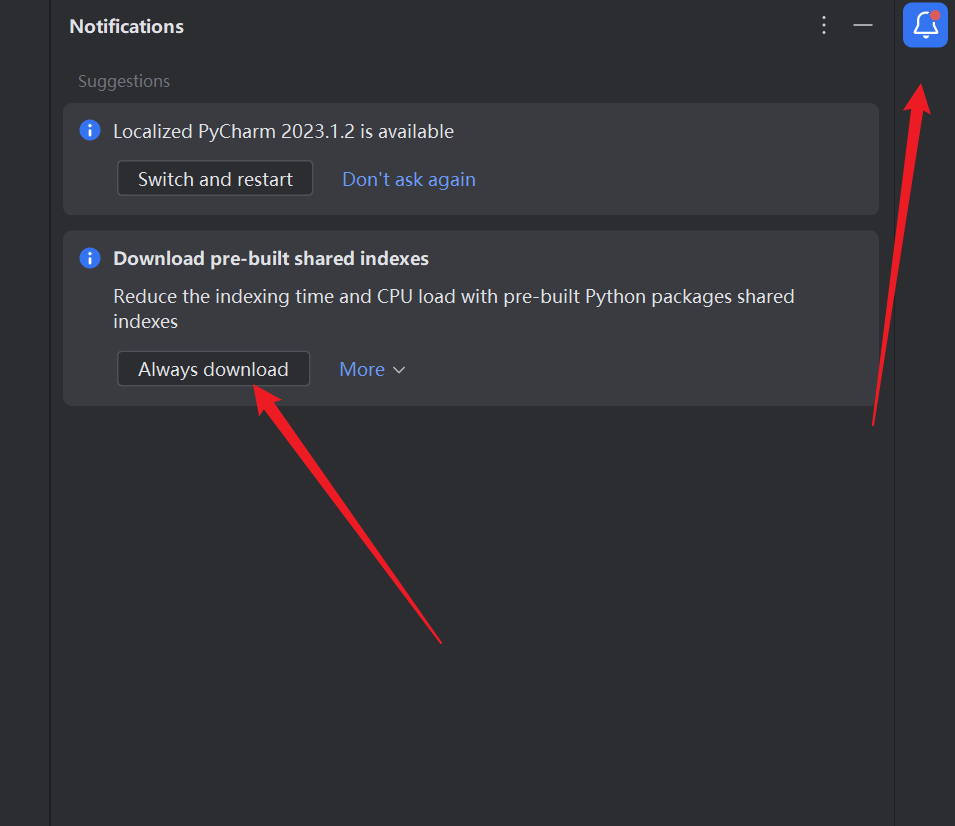 Notifications
Suggestions
Localized PyCharm 2023.1.2 is available
Switch and restart Don't ask again
Download pre-built shared indexes
Reduce the indexing time and CPU load with pre-built Python packages shared
indexes
Always download More